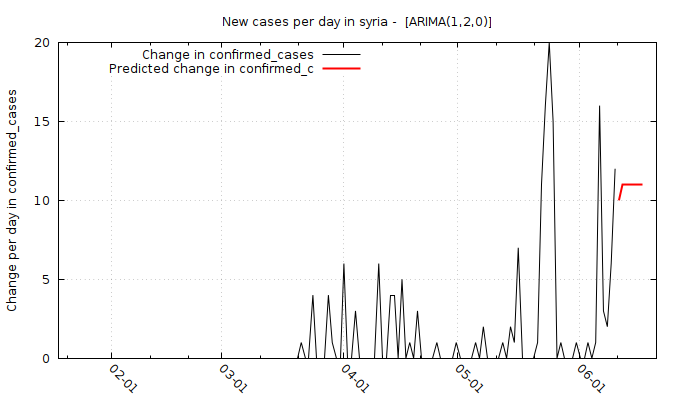 New cases per day in syria -  [ARIMA(1,2,0)]
Change in confirmed_cases
Predicted change in confirmed_c
Change per day in confirmed_cases
20
15
10
5
0
02-01
03-01
04-01
05-01
06-01